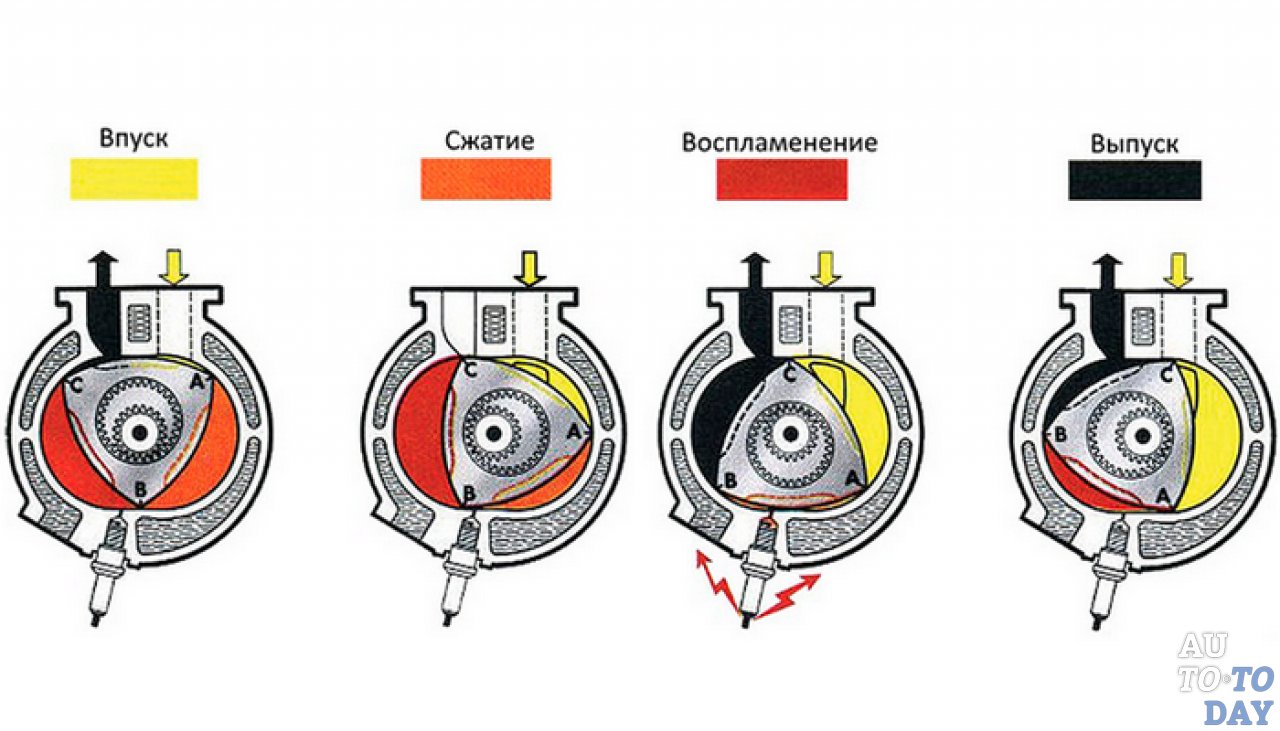 Впуск
Сжатие
Воспламенение
Выпуск
C A
B
C
A
B
C
B A
C
B
A
AU
TO·TO
DAY